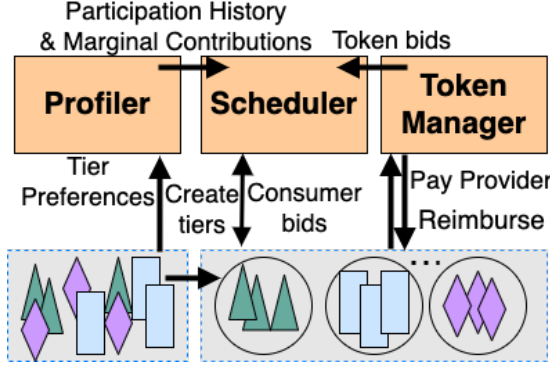 Participation History
& Marginal Contributions
Token bids
Profiler
Scheduler
Token
Manager
Tier
Preferences
Create
tiers
Consumer
bids
Pay Provider
Reimburse
...